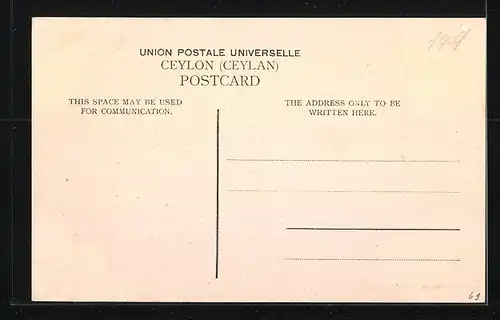 UNION POSTALE UNIVERSELLE
CEYLON (CEYLAN)
POSTCARD
THIS SPACE MAY BE USED
FOR COMMUNICATION.
THE ADDRESS ONLY TO BE
WRITTEN HERE.
63